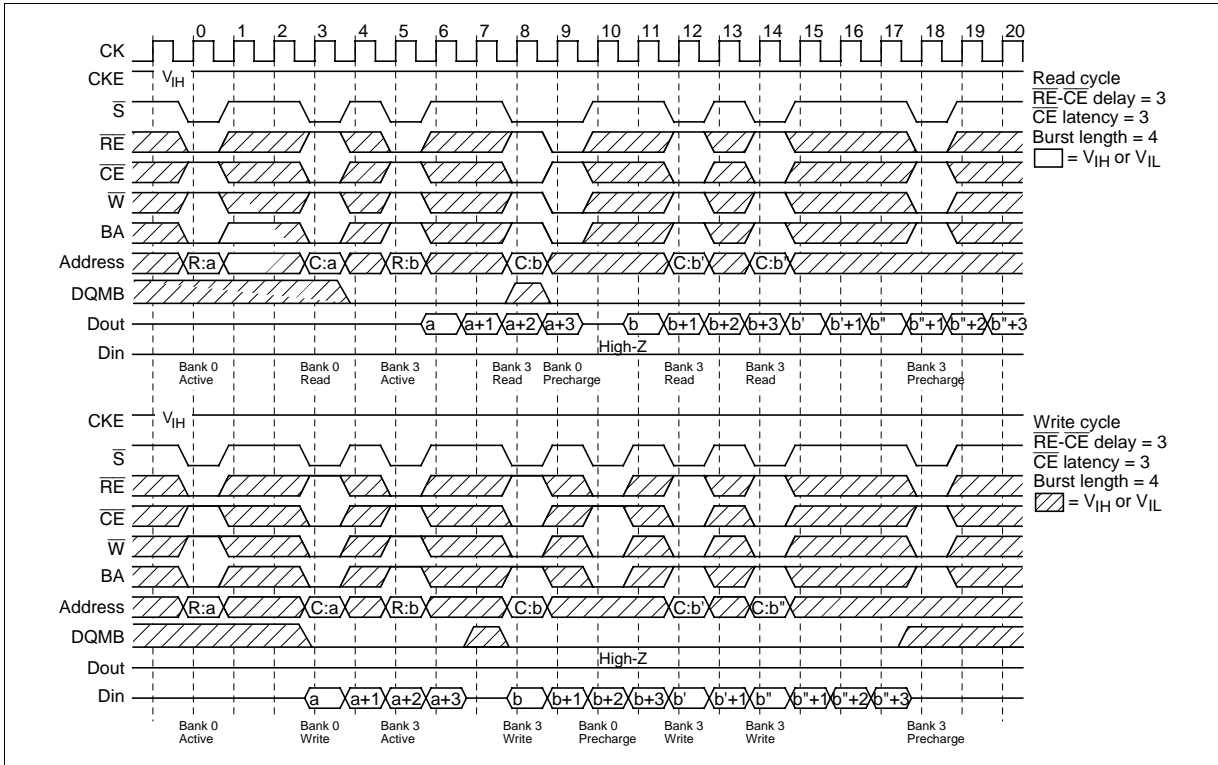 0 1 2 3 4 5 6 7 8 9 10 11 12 13 14 15 16 17 18 19 20
CK
CKE VIH
S
RE
CE
W
BA
Address R:a C:a R:b C:b C:b' C:b"
DQMB
Dout a a+1 a+2 a+3 b b+1 b+2 b+3 b' b'+1 b" b"+1 b"+2 b"+3
Din High-Z
Bank 0 Active
Bank 0 Read
Bank 3 Active
Bank 3 Read
Bank 0 Precharge
Bank 3 Read
Bank 3 Read
Bank 3 Precharge
Read cycle
RE-CE delay = 3
CE latency = 3
Burst length = 4
= VIH or VIL
CKE VIH
S
RE
CE
W
BA
Address R:a C:a R:b C:b C:b' C:b"
DQMB
Dout High-Z
Din a a+1 a+2 a+3 b b+1 b+2 b+3 b' b'+1 b" b"+1 b"+2 b"+3
Bank 0 Active
Bank 0 Write
Bank 3 Active
Bank 3 Write
Bank 0 Precharge
Bank 3 Write
Bank 3 Write
Bank 3 Precharge
Write cycle
RE-CE delay = 3
CE latency = 3
Burst length = 4
= VIH or VIL